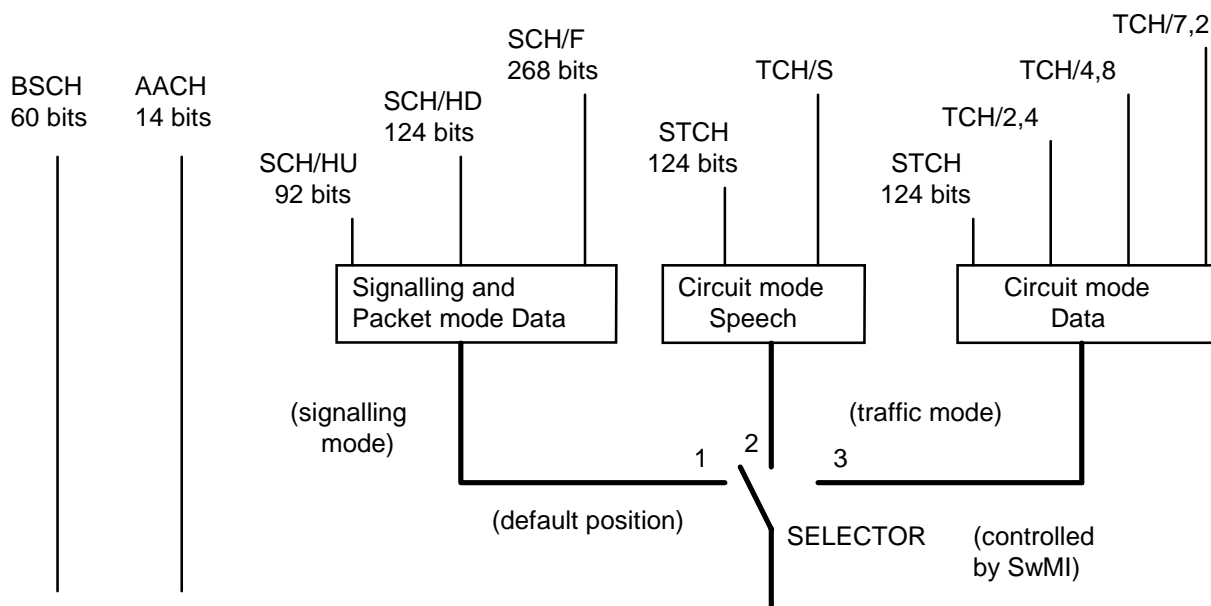 BSCH
60 bits
AACH
14 bits
SCH/HU
92 bits
SCH/HD
124 bits
SCH/F
268 bits
STCH
124 bits
TCH/S
STCH
124 bits
TCH/2,4
TCH/4,8
TCH/7,2
Signalling and
Packet mode Data
Circuit mode
Speech
Circuit mode
Data
(signalling
mode)
(traffic mode)
1
2
3
(default position)
SELECTOR
(controlled
by SwMI)